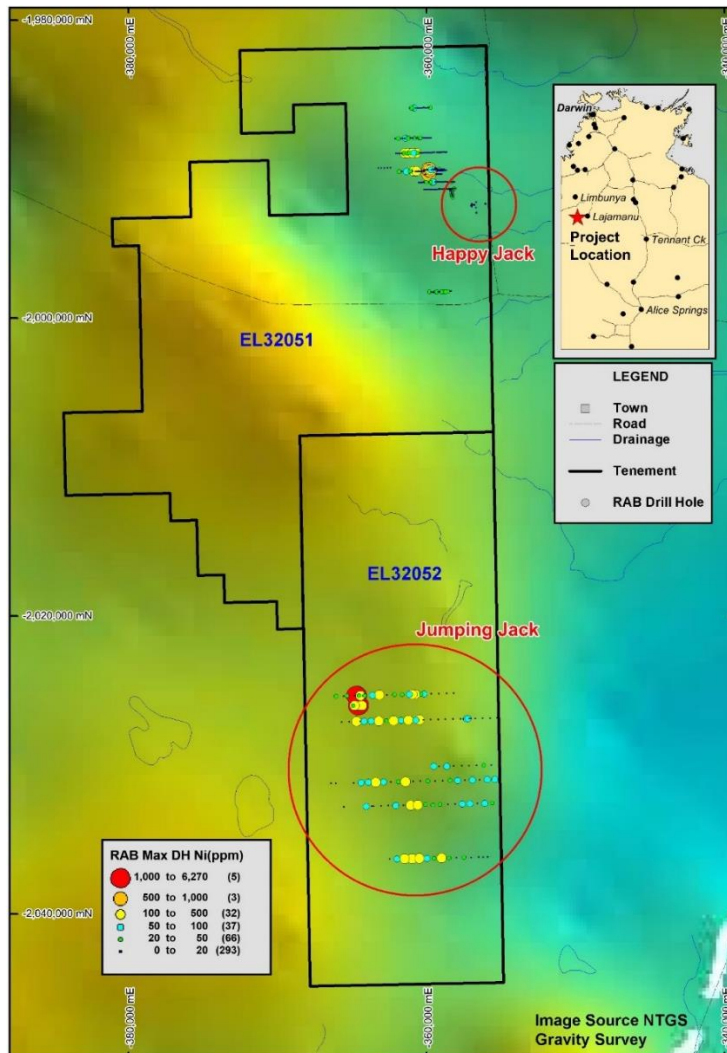 -1,980,000 mN
-380,000 mE
-360,000 mE
Darwin
Limbunya
Lajamanu
Project
Location
Tennant Ck
Alice Springs
Happy Jack
-2,000,000 mN
EL32051
LEGEND
Town
Road
Drainage
Tenement
RAB Drill Hole
EL32052
-2,020,000 mN
Jumping Jack
RAB Max DH Ni(ppm)
1,000 to 6,270 (5)
500 to 1,000 (3)
100 to 500 (32)
50 to 100 (37)
20 to 50 (66)
0 to 20 (293)
-2,040,000 mN
-380,000 mE
-360,000 mE
Image Source NTGS
Gravity Survey